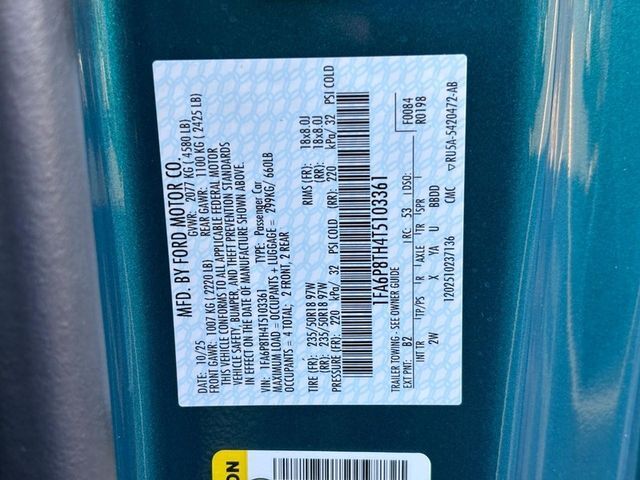 MFD. BY FORD MOTOR CO.
DATE: 10/25 GVWR: 2077 KG ( 4580 LB)
FRONT GAWR: 1007 KG ( 2220 LB) REAR GAWR: 1100 KG ( 2425 LB)
THIS VEHICLE CONFORMS TO ALL APPLICABLE FEDERAL MOTOR
VEHICLE SAFETY, BUMPER, AND THEFT PREVENTION STANDARDS
IN EFFECT ON THE DATE OF MANUFACTURE SHOWN ABOVE.
VIN: 1FA6P8TH4T5103361 TYPE: Passenger Car
MAXIMUM LOAD = OCCUPANTS + LUGGAGE = 299KG/ 660LB
OCCUPANTS = 4 TOTAL; 2 FRONT, 2 REAR
TIRE (FR): 235/50R18 97W RIMS (FR): 18x8.0J
(RR): 235/50R18 97W (RR): 18x8.0J
PRESSURE (FR): 220 kPa/ 32 PSI COLD (RR): 220 kPa/ 32 PSI COLD
1FA6P8TH4T5103361
TRAILER TOWING - SEE OWNER GUIDE F0084
EXT PNT: B2 RC: 53 DSO: R0198
INT TR TP/PS R AXLE TR SPR
2W X YA U BBDD
1202510237136 CMC ▽RU5A-5420472-AB
ON